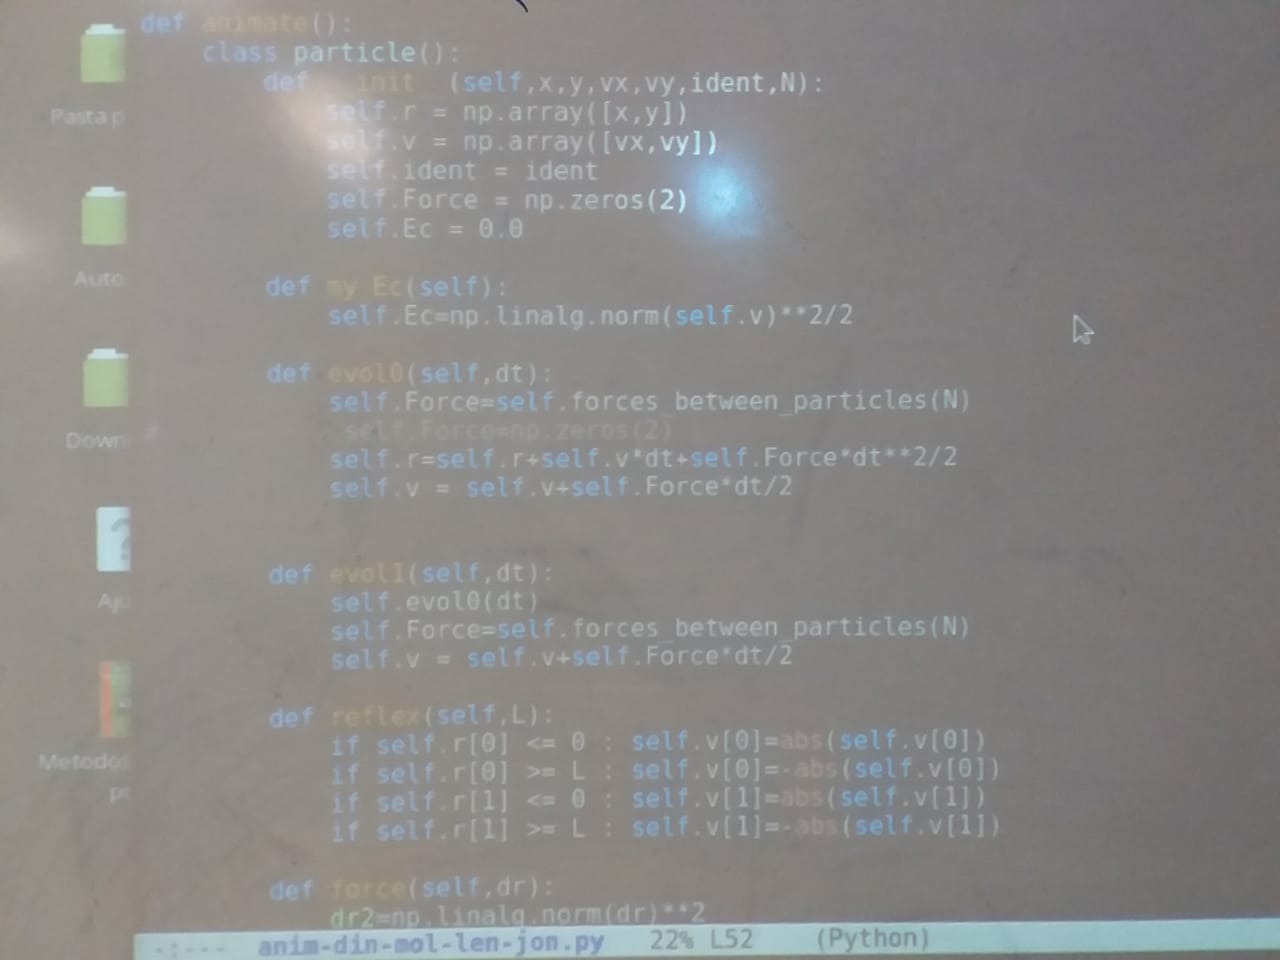 def animate():
    class particle():
        def __init__(self,x,y,vx,vy,ident,N):
            self.r = np.array([x,y])
            self.v = np.array([vx,vy])
            self.ident = ident
            self.Force = np.zeros(2)
            self.Ec = 0.0
        def my_Ec(self):
            self.Ec=np.linalg.norm(self.v)**2/2
        def evol0(self,dt):
            self.Force=self.forces_between_particles(N)
#            self.Force=np.zeros(2)
            self.r=self.r+self.v*dt+self.Force*dt**2/2
            self.v = self.v+self.Force*dt/2
        def evol1(self,dt):
            self.evol0(dt)
            self.Force=self.forces_between_particles(N)
            self.v = self.v+self.Force*dt/2
        def reflex(self,L):
            if self.r[0] <= 0 : self.v[0]=abs(self.v[0])
            if self.r[0] >= L : self.v[0]=-abs(self.v[0])
            if self.r[1] <= 0 : self.v[1]=abs(self.v[1])
            if self.r[1] >= L : self.v[1]=-abs(self.v[1])
        def force(self,dr):
            dr2=np.linalg.norm(dr)**2
-:--- anim-din-mol-len-jon.py 22% L52 (Python)
Pasta p
Auto
Down
Aju
Metodos